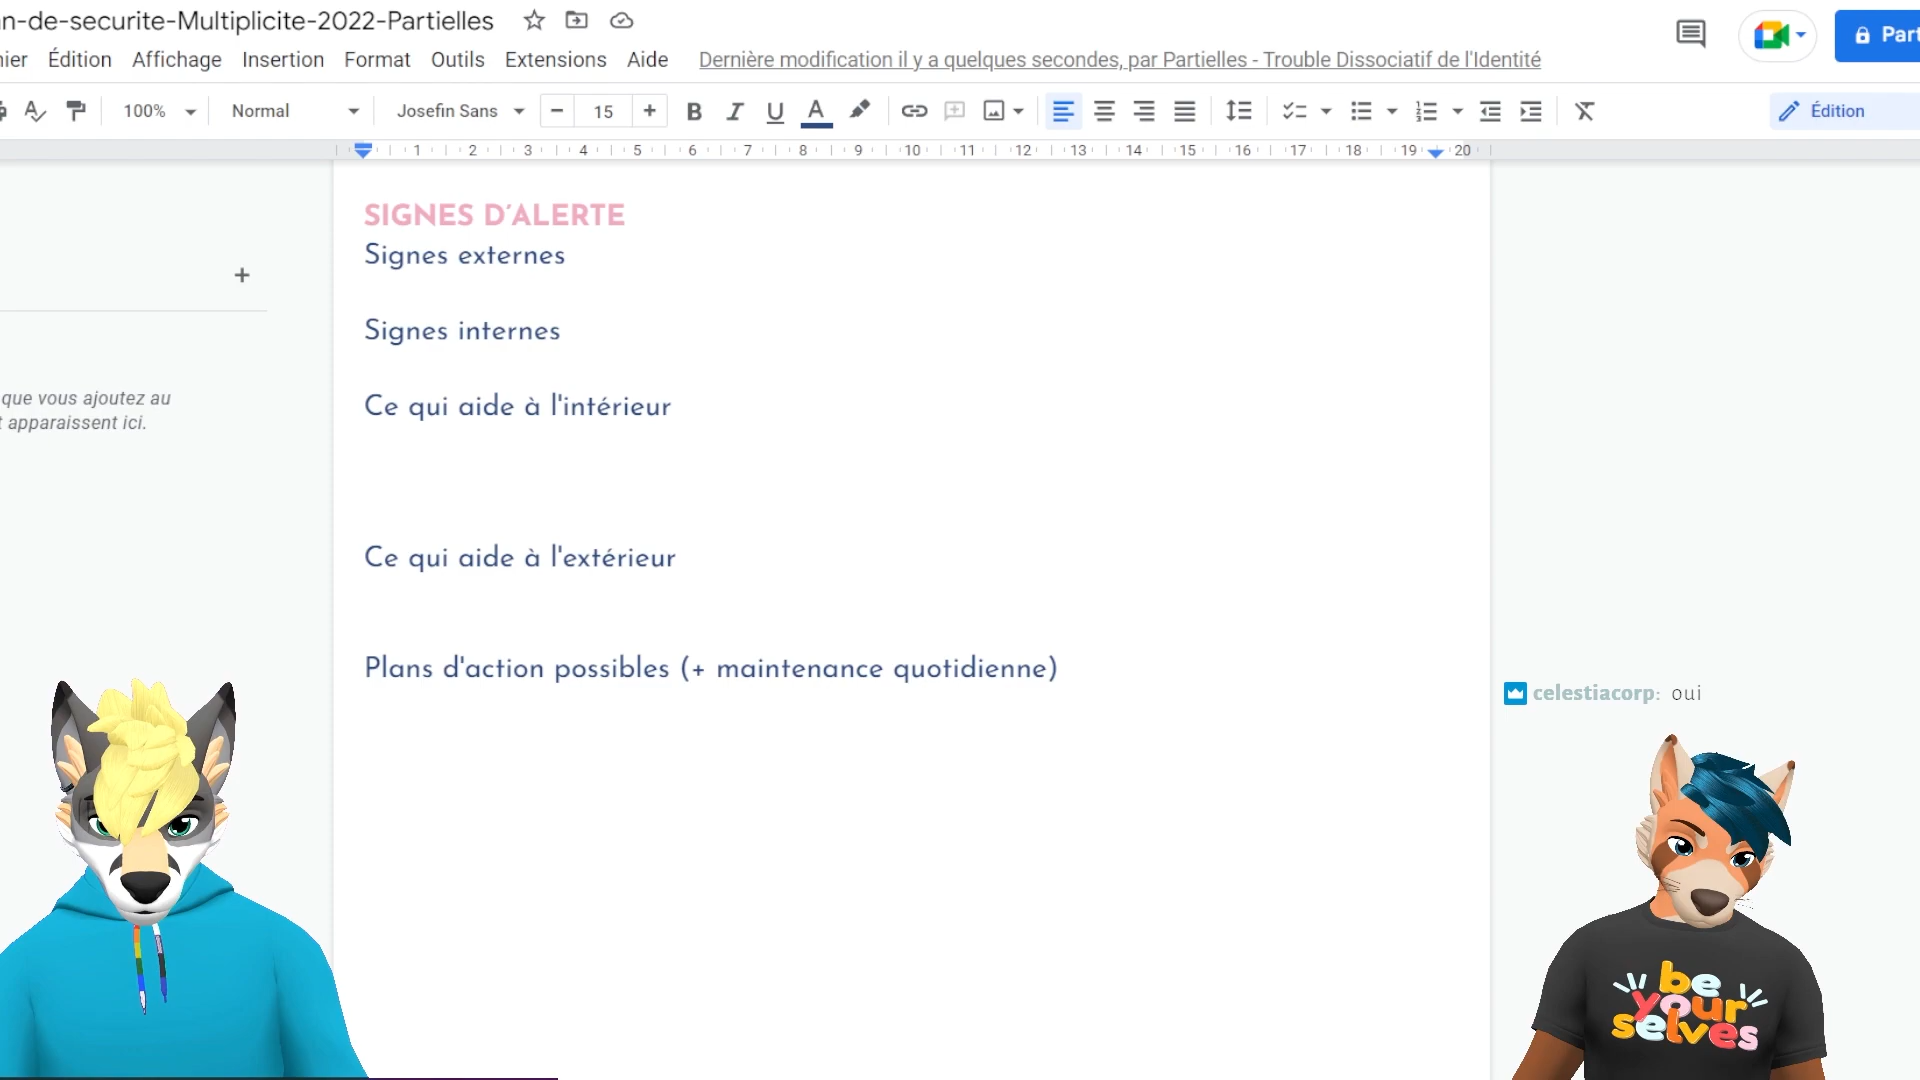 n-de-securite-Multiplicite-2022-Partielles
ier Édition Affichage Insertion Format Outils Extensions Aide Dernière modification il y a quelques secondes, par Partielles - Trouble Dissociatif de l'Identité
Part
100% Normal Josefin Sans 15 B I U A Édition
1 2 3 4 5 6 7 8 9 10 11 12 13 14 15 16 17 18 19 20
SIGNES D'ALERTE
Signes externes
Signes internes
Ce qui aide à l'intérieur
que vous ajoutez au
t apparaissent ici.
Ce qui aide à l'extérieur
Plans d'action possibles (+ maintenance quotidienne)
celestiacorp: oui
be
your
selves